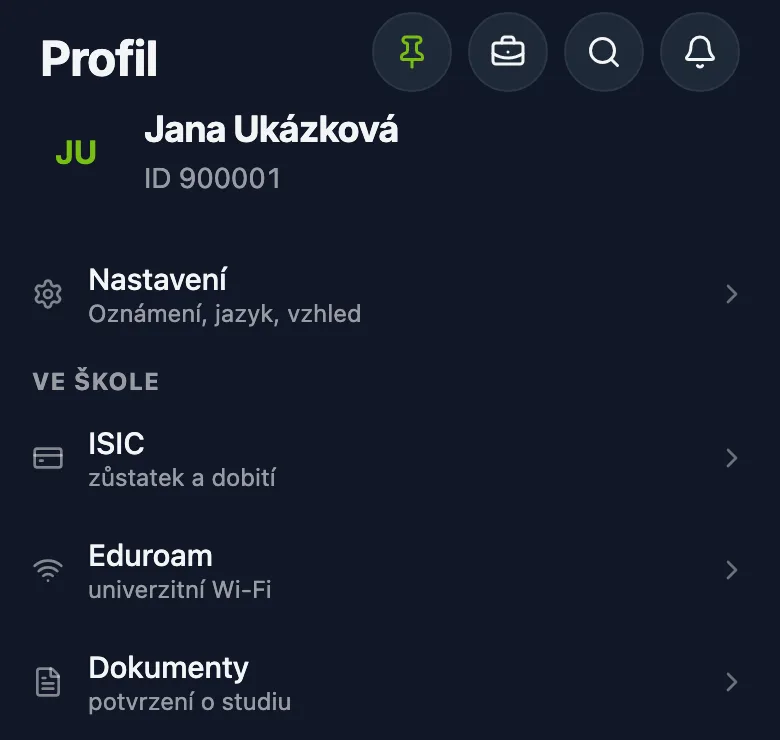 Profil
JU
Jana Ukázková
ID 900001
Nastavení
Oznámení, jazyk, vzhled
VE ŠKOLE
ISIC
zůstatek a dobití
Eduroam
univerzitní Wi-Fi
Dokumenty
potvrzení o studiu